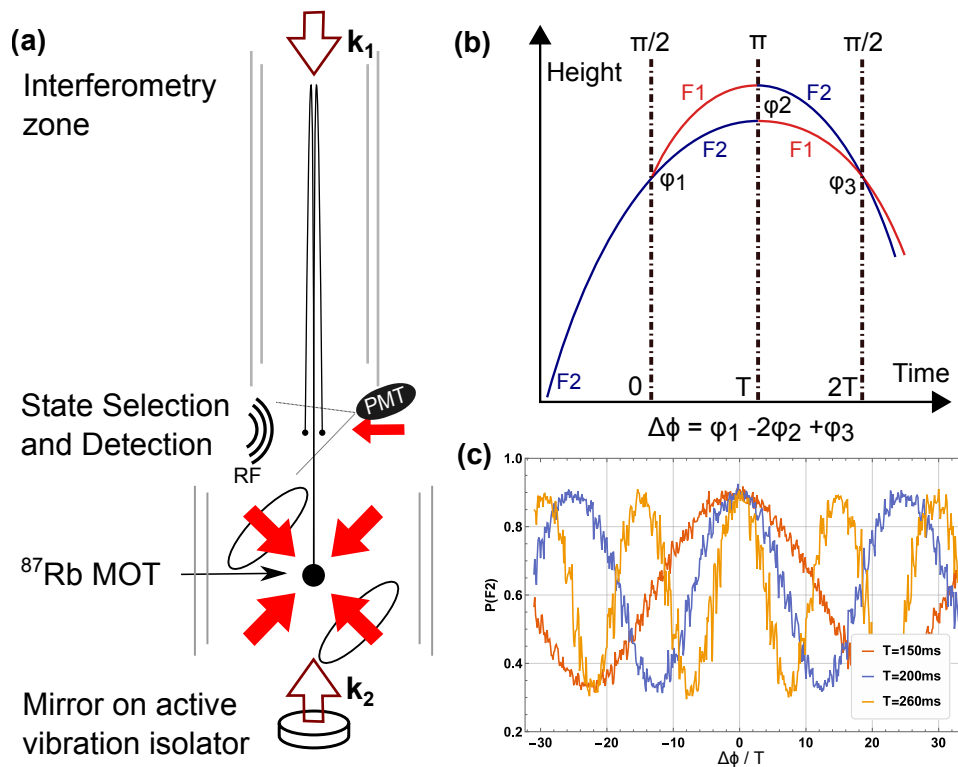 (a)
k1
Interferometry
zone
State Selection
and Detection
PMT
RF
87Rb MOT
Mirror on active
vibration isolator
k2
(b)
π/2
π
π/2
Height
F1
F2
φ2
F2
F1
φ1
φ3
F2
0
T
2T
Time
Δϕ = φ1 -2φ2 +φ3
(c)
1.0
0.8
0.6
0.4
0.2
P(F2)
T=150ms
T=200ms
T=260ms
−30
−20
−10
0
10
20
30
Δϕ / T